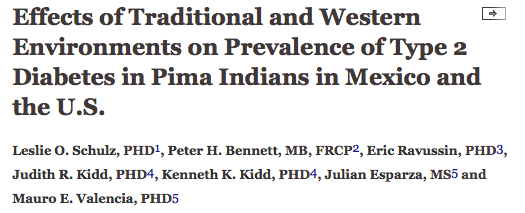 Effects of Traditional and Western
Environments on Prevalence of Type 2
Diabetes in Pima Indians in Mexico and
the U.S.
Leslie O. Schulz, PHD1, Peter H. Bennett, MB, FRCP2, Eric Ravussin, PHD3,
Judith R. Kidd, PHD4, Kenneth K. Kidd, PHD4, Julian Esparza, MS5 and
Mauro E. Valencia, PHD5